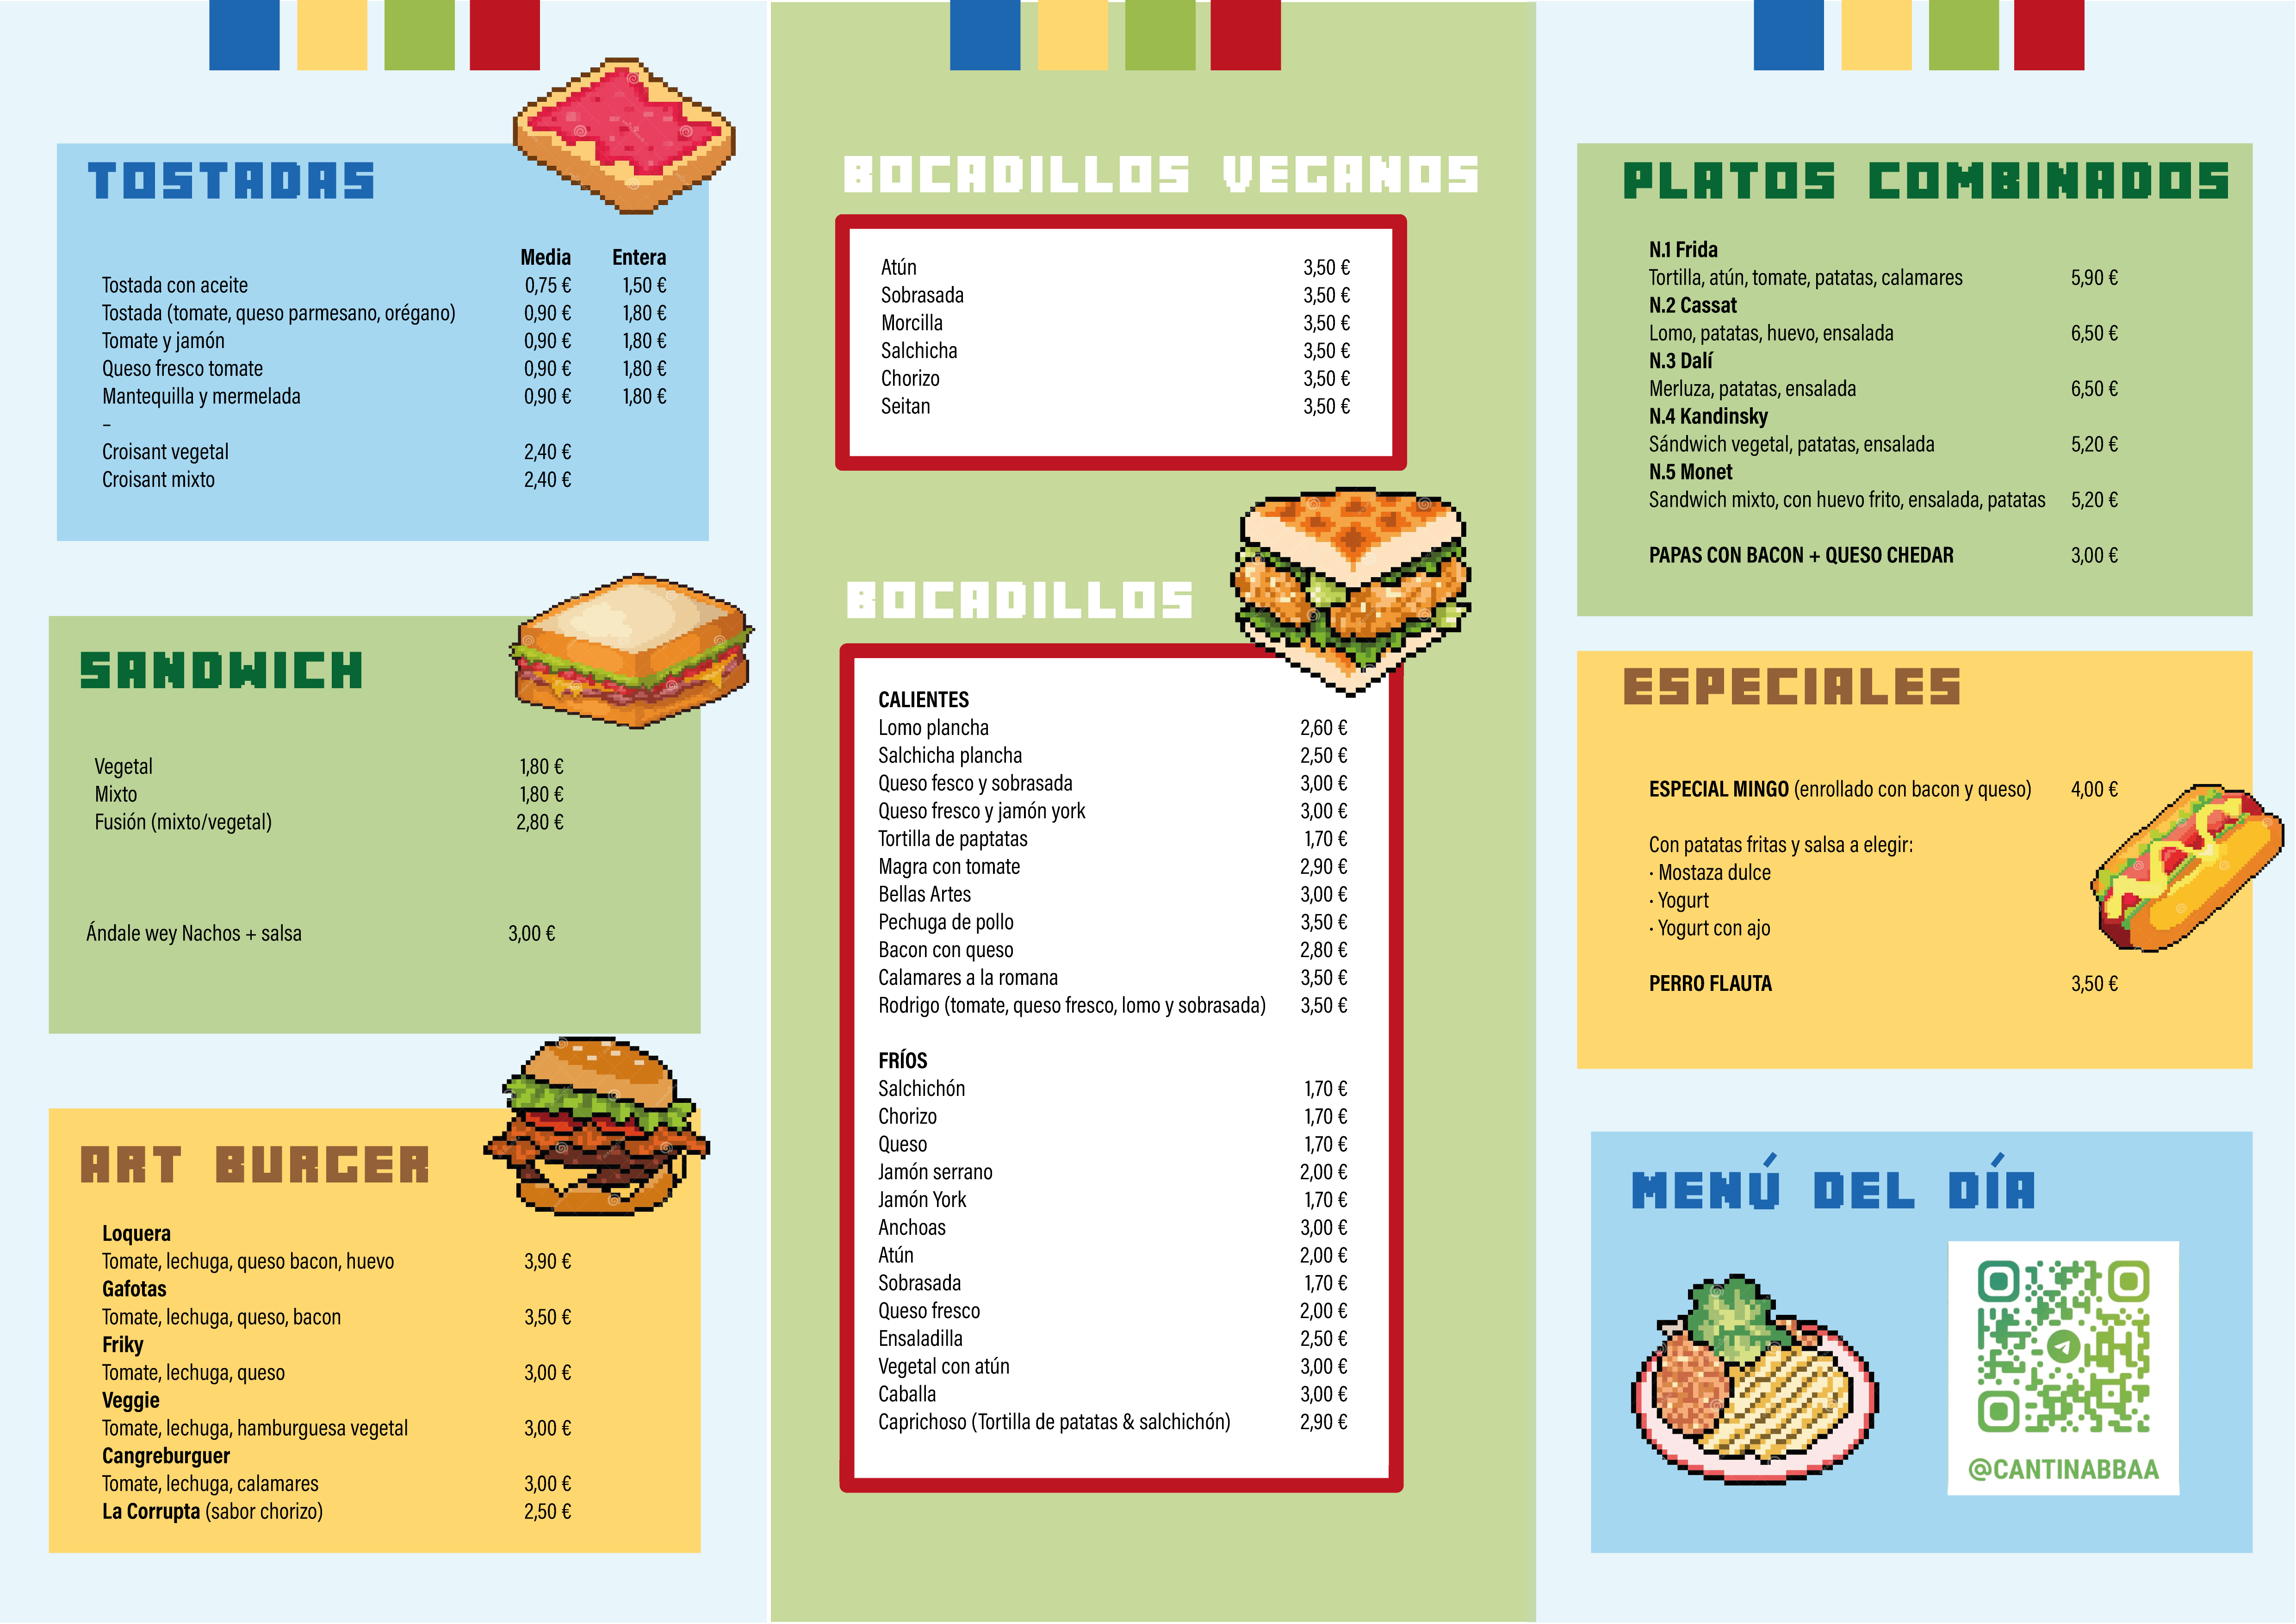 TOSTADAS
Media Entera
Tostada con aceite 0,75 € 1,50 €
Tostada (tomate, queso parmesano, orégano) 0,90 € 1,80 €
Tomate y jamón 0,90 € 1,80 €
Queso fresco tomate 0,90 € 1,80 €
Mantequilla y mermelada 0,90 € 1,80 €
–
Croisant vegetal 2,40 €
Croisant mixto 2,40 €
SANDWICH
Vegetal 1,80 €
Mixto 1,80 €
Fusión (mixto/vegetal) 2,80 €
Ándale wey Nachos + salsa 3,00 €
ART BURGER
Loquera
Tomate, lechuga, queso bacon, huevo 3,90 €
Gafotas
Tomate, lechuga, queso, bacon 3,50 €
Friky
Tomate, lechuga, queso 3,00 €
Veggie
Tomate, lechuga, hamburguesa vegetal 3,00 €
Cangreburguer
Tomate, lechuga, calamares 3,00 €
La Corrupta (sabor chorizo) 2,50 €
BOCADILLOS VEGANOS
Atún 3,50 €
Sobrasada 3,50 €
Morcilla 3,50 €
Salchicha 3,50 €
Chorizo 3,50 €
Seitan 3,50 €
BOCADILLOS
CALIENTES
Lomo plancha 2,60 €
Salchicha plancha 2,50 €
Queso fesco y sobrasada 3,00 €
Queso fresco y jamón york 3,00 €
Tortilla de paptatas 1,70 €
Magra con tomate 2,90 €
Bellas Artes 3,00 €
Pechuga de pollo 3,50 €
Bacon con queso 2,80 €
Calamares a la romana 3,50 €
Rodrigo (tomate, queso fresco, lomo y sobrasada) 3,50 €
FRÍOS
Salchichón 1,70 €
Chorizo 1,70 €
Queso 1,70 €
Jamón serrano 2,00 €
Jamón York 1,70 €
Anchoas 3,00 €
Atún 2,00 €
Sobrasada 1,70 €
Queso fresco 2,00 €
Ensaladilla 2,50 €
Vegetal con atún 3,00 €
Caballa 3,00 €
Caprichoso (Tortilla de patatas & salchichón) 2,90 €
PLATOS COMBINADOS
N.1 Frida
Tortilla, atún, tomate, patatas, calamares 5,90 €
N.2 Cassat
Lomo, patatas, huevo, ensalada 6,50 €
N.3 Dalí
Merluza, patatas, ensalada 6,50 €
N.4 Kandinsky
Sándwich vegetal, patatas, ensalada 5,20 €
N.5 Monet
Sandwich mixto, con huevo frito, ensalada, patatas 5,20 €
PAPAS CON BACON + QUESO CHEDAR 3,00 €
ESPECIALES
ESPECIAL MINGO (enrollado con bacon y queso) 4,00 €
Con patatas fritas y salsa a elegir:
· Mostaza dulce
· Yogurt
· Yogurt con ajo
PERRO FLAUTA 3,50 €
MENÚ DEL DÍA
@CANTINABBAA